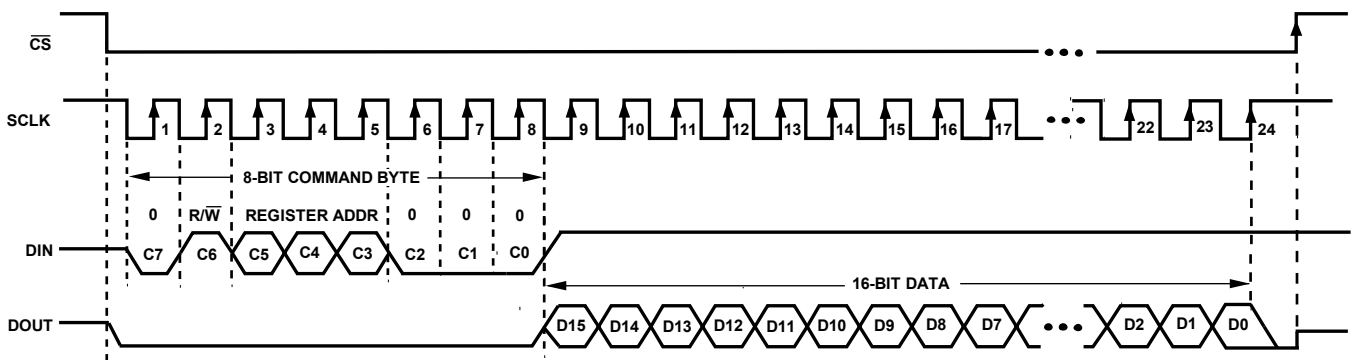 CS
SCLK
1 2 3 4 5 6 7 8 9 10 11 12 13 14 15 16 17 22 23 24
8-BIT COMMAND BYTE
0 R/W REGISTER ADDR 0 0 0
DIN C7 C6 C5 C4 C3 C2 C1 C0
16-BIT DATA
DOUT D15 D14 D13 D12 D11 D10 D9 D8 D7 D2 D1 D0